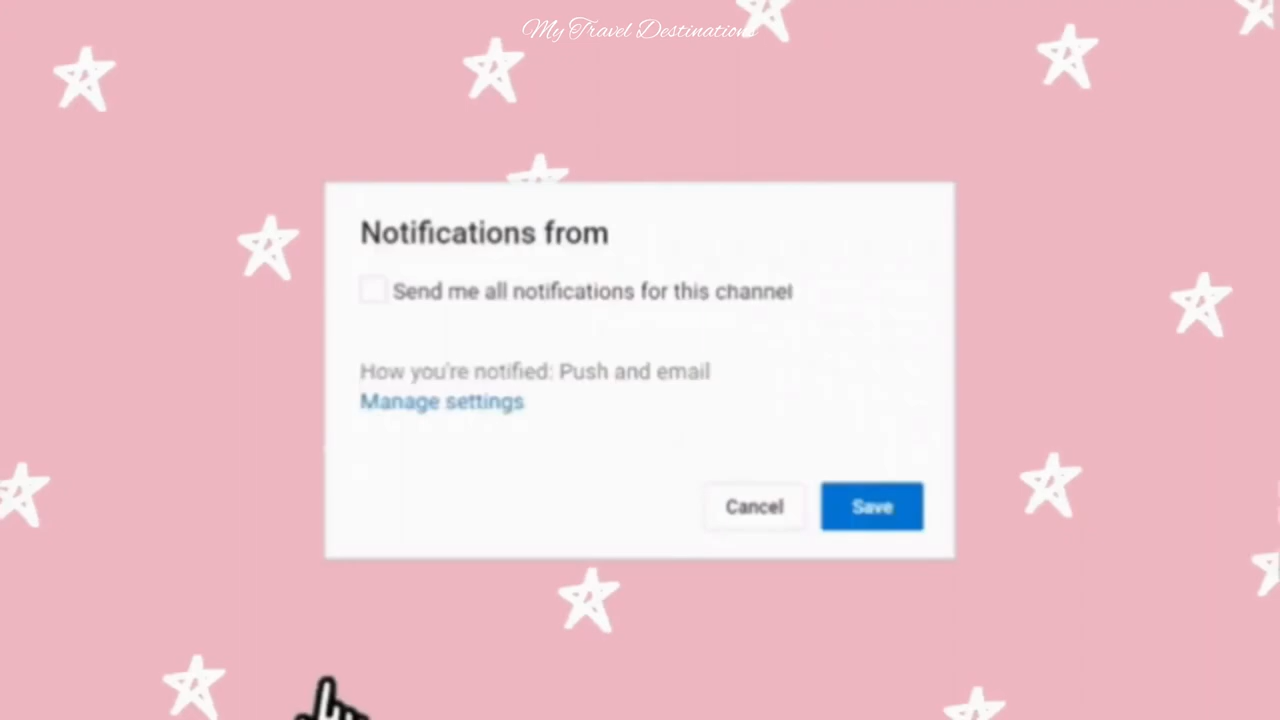 My Travel Destinations
Notifications from
Send me all notifications for this channel
How you're notified: Push and email
Manage settings
Cancel
Save